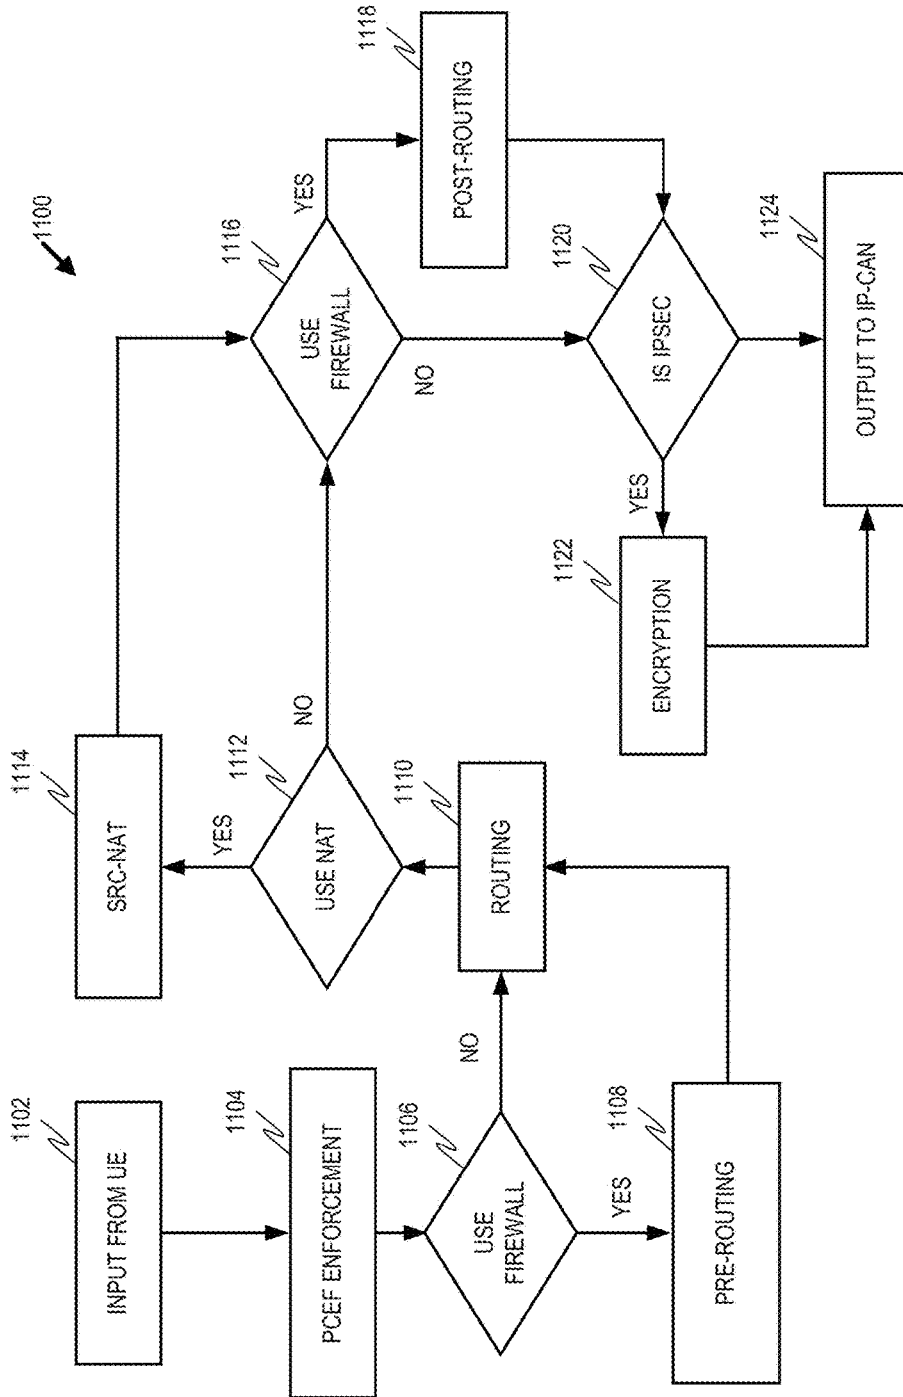 1100
1102
INPUT FROM UE
1104
PCEF ENFORCEMENT
1106
USE
FIREWALL
NO
YES
1108
PRE-ROUTING
1110
ROUTING
1112
USE NAT
YES
NO
1114
SRC-NAT
1116
USE
FIREWALL
YES
NO
1118
POST-ROUTING
1120
IS IPSEC
YES
1122
ENCRYPTION
1124
OUTPUT TO IP-CAN